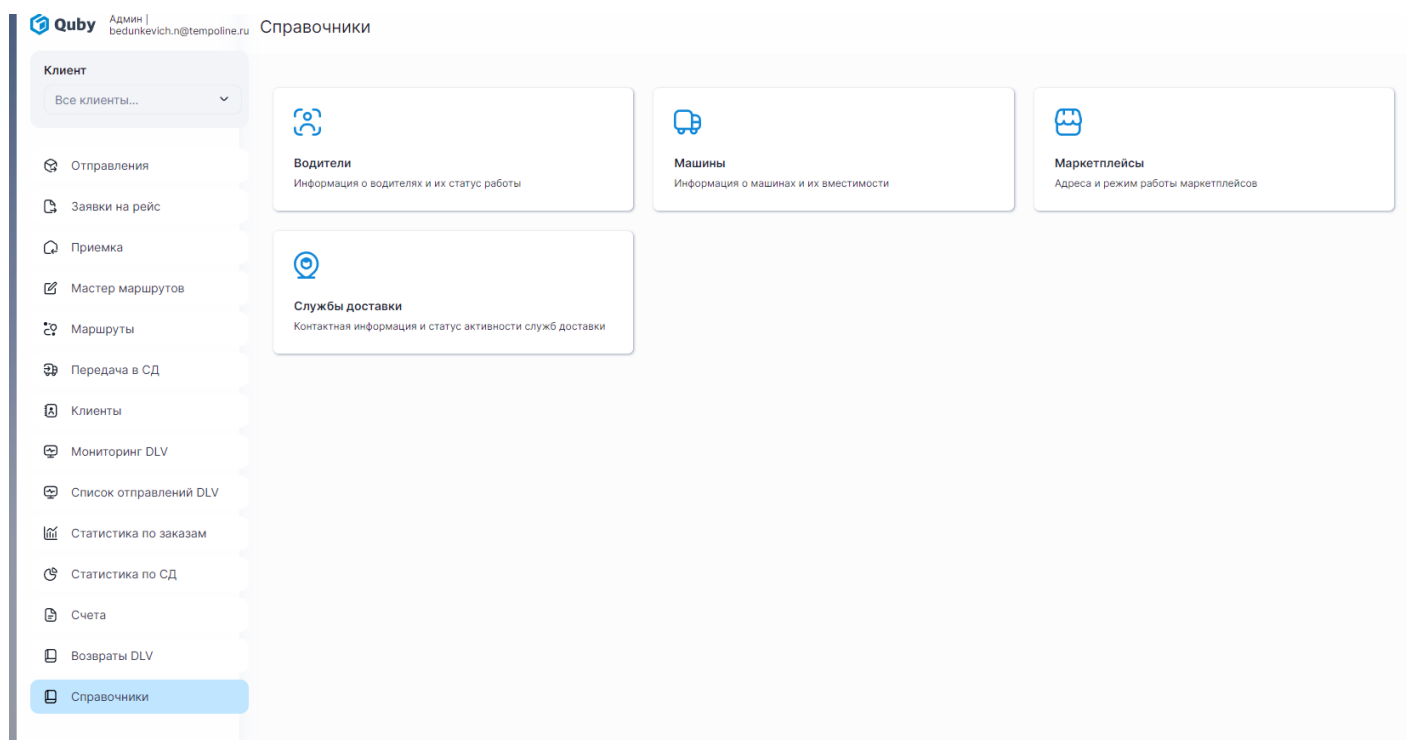 Quby
Админ |
bedunkevich.n@tempoline.ru
Справочники
Клиент
Все клиенты...
Отправления
Заявки на рейс
Приемка
Мастер маршрутов
Маршруты
Передача в СД
Клиенты
Мониторинг DLV
Список отправлений DLV
Статистика по заказам
Статистика по СД
Счета
Возвраты DLV
Справочники
Водители
Информация о водителях и их статус работы
Машины
Информация о машинах и их вместимости
Маркетплейсы
Адреса и режим работы маркетплейсов
Службы доставки
Контактная информация и статус активности служб доставки